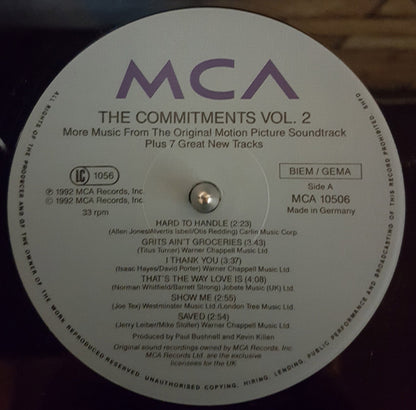 MCA
THE COMMITMENTS VOL. 2
More Music From The Original Motion Picture Soundtrack
Plus 7 Great New Tracks
LC 1056
BIEM / GEMA
℗ 1992 MCA Records, Inc.
© 1992 MCA Records, Inc.
33 rpm
Side A
MCA 10506
Made in Germany
HARD TO HANDLE (2:23)
(Allen Jones/Alvertis Isbell/Otis Redding) Carlin Music Corp
GRITS AIN'T GROCERIES (3.43)
(Titus Turner) Warner Chappell Music Ltd
I THANK YOU (3:37)
(Isaac Hayes/David Porter) Warner Chappell Music Ltd
THAT'S THE WAY LOVE IS (4:08)
(Norman Whitfield/Barrett Strong) Jobete Music (UK) Ltd.
SHOW ME (2:55)
(Joe Tex) Westminster Music Ltd/London Tree Music Ltd.
SAVED (2:54)
(Jerry Leiber/Mike Stoller) Warner Chappell Music Ltd.
Produced by Paul Bushnell and Kevin Killen
Original sound recordings owned by MCA Records, Inc.
MCA Records Ltd. are the exclusive
licensees for the UK
ALL RIGHTS OF THE PRODUCER AND OF THE OWNER OF THE WORK REPRODUCED RESERVED. UNAUTHORISED COPYING, HIRING, LENDING, PUBLIC PERFORMANCE AND BROADCASTING OF THIS RECORD PROHIBITED